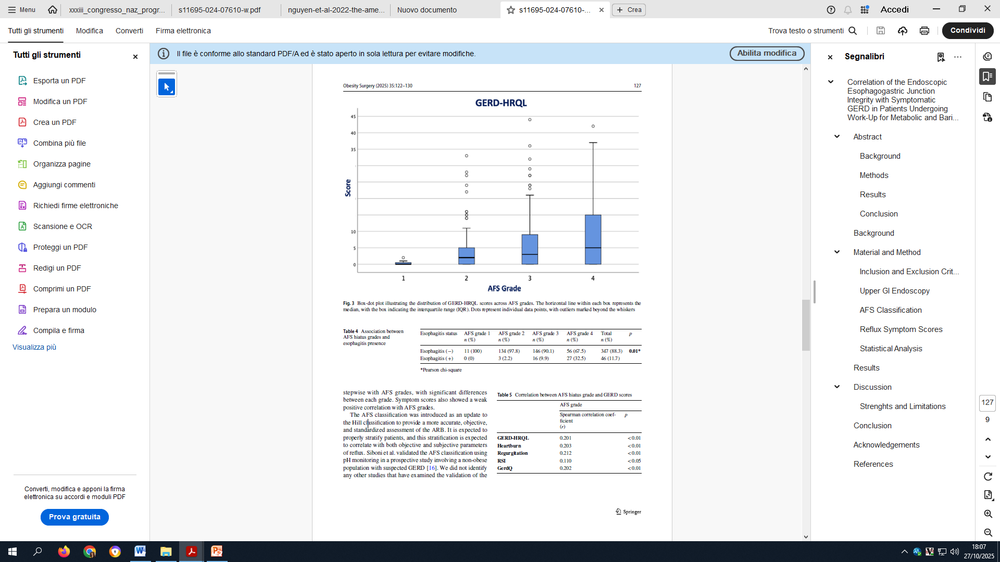 Menu
xxxiii_congresso_naz_progr...
s11695-024-07610-w.pdf
nguyen-et-al-2022-the-ame...
Nuovo documento
s11695-024-07610-...
Crea
Accedi
Tutti gli strumenti
Modifica
Converti
Firma elettronica
Trova testo o strumenti
Condividi
Tutti gli strumenti
Esporta un PDF
Modifica un PDF
Crea un PDF
Combina più file
Organizza pagine
Aggiungi commenti
Richiedi firme elettroniche
Scansione e OCR
Proteggi un PDF
Redigi un PDF
Comprimi un PDF
Prepara un modulo
Compila e firma
Visualizza più
Converti, modifica e apponi la firma
elettronica su accordi e moduli PDF
Prova gratuita
Il file è conforme allo standard PDF/A ed è stato aperto in sola lettura per evitare modifiche.
Abilita modifica
Obesity Surgery (2025) 35:122–130
127
GERD-HRQL
45
40
35
10
5
0
Score
1 2 3 4
AFS Grade
Fig. 3 Box-dot plot illustrating the distribution of GERD-HRQL scores across AFS grades. The horizontal line within each box represents the
median, with the box indicating the interquartile range (IQR). Dots represent individual data points, with outliers marked beyond the whiskers
Table 4 Association between
AFS hiatus grades and
esophagitis presence
Esophagitis status AFS grade 1 AFS grade 2 AFS grade 3 AFS grade 4 Total p
n (%) n (%) n (%) n (%) n (%)
Esophagitis (−) 11 (100) 134 (97.8) 146 (90.1) 56 (67.5) 347 (88.3) 0.01*
Esophagitis (+) 0 (0) 3 (2.2) 16 (9.9) 27 (32.5) 46 (11.7)
*Pearson chi-square
stepwise with AFS grades, with significant differences
between each grade. Symptom scores also showed a weak
positive correlation with AFS grades.
The AFS classification was introduced as an update to
the Hill classification to provide a more accurate, objective,
and standardized assessment of the ARB. It is expected to
properly stratify patients, and this stratification is expected
to correlate with both objective and subjective parameters
of reflux. Siboni et al. validated the AFS classification using
pH monitoring in a prospective study involving a non-obese
population with suspected GERD [16]. We did not identify
any other studies that have examined the validation of the
Table 5 Correlation between AFS hiatus grade and GERD scores
AFS grade
Spearman correlation coef- p
ficient
(r)
GERD-HRQL 0.201 <0.01
Heartburn 0.203 <0.01
Regurgitation 0.212 <0.01
RSI 0.110 <0.05
GerdQ 0.202 <0.01
Springer
Segnalibri
Correlation of the Endoscopic
Esophagogastric Junction
Integrity with Symptomatic
GERD in Patients Undergoing
Work-Up for Metabolic and Bari...
Abstract
Background
Methods
Results
Conclusion
Background
Material and Method
Inclusion and Exclusion Crit...
Upper GI Endoscopy
AFS Classification
Reflux Symptom Scores
Statistical Analysis
Results
Discussion
Strenghts and Limitations
Conclusion
Acknowledgements
References
127
9
18:07
27/10/2025